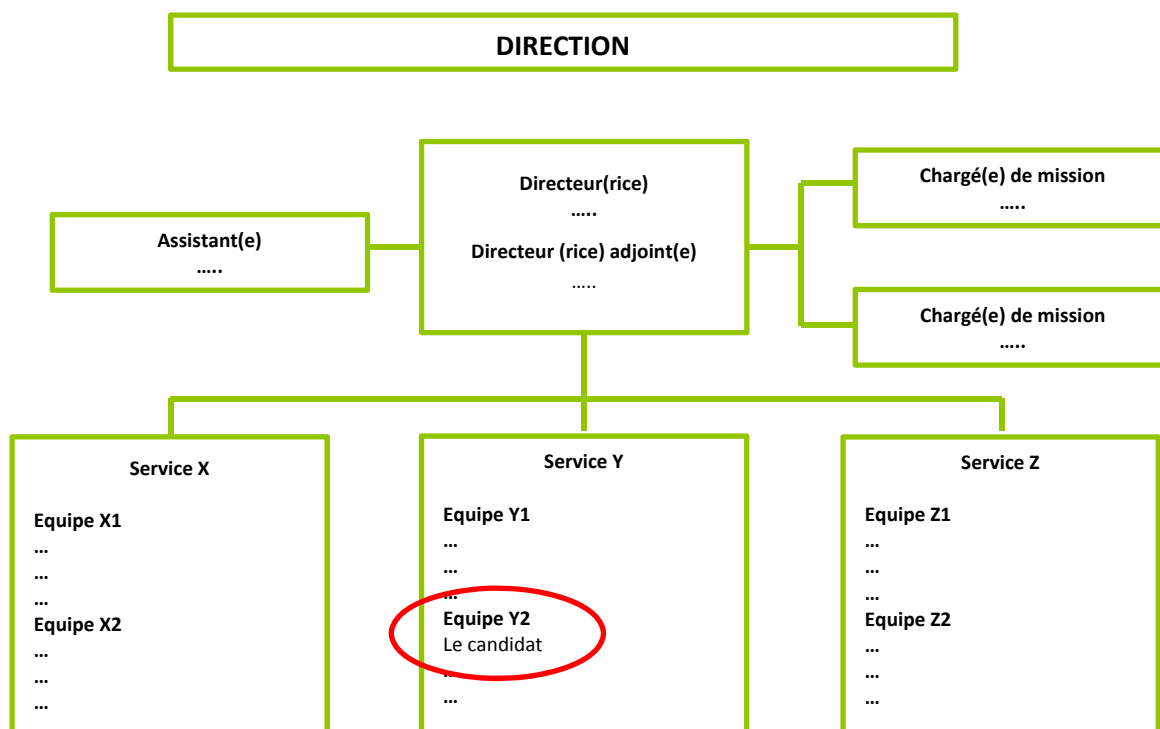 DIRECTION
Directeur(rice)
…..
Directeur (rice) adjoint(e)
…..
Assistant(e)
…..
Chargé(e) de mission
…..
Chargé(e) de mission
…..
Service X
Equipe X1
...
...
...
Equipe X2
...
...
...
Service Y
Equipe Y1
...
...
...
Equipe Y2
Le candidat
...
...
Service Z
Equipe Z1
...
...
...
Equipe Z2
...
...
...